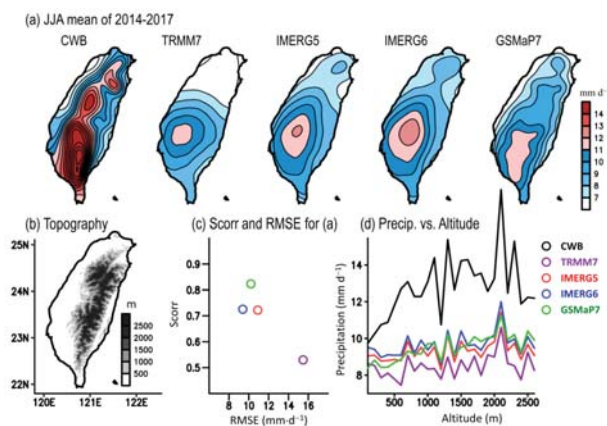 (a) JJA mean of 2014-2017
CWB TRMM7 IMERG5 IMERG6 GSMaP7
mm d⁻¹
14
13
12
11
10
9
8
7
(b) Topography
25N
24N
23N
22N
120E 121E 122E
m
2500
2000
1500
1000
500
(c) Scorr and RMSE for (a)
Scorr
0.9
0.8
0.7
0.6
0.5
8 10 12 14 16
RMSE (mm·d⁻¹)
(d) Precip. vs. Altitude
Precipitation (mm d⁻¹)
14
12
10
8
500 1000 1500 2000 2500
Altitude (m)
CWB
TRMM7
IMERG5
IMERG6
GSMaP7